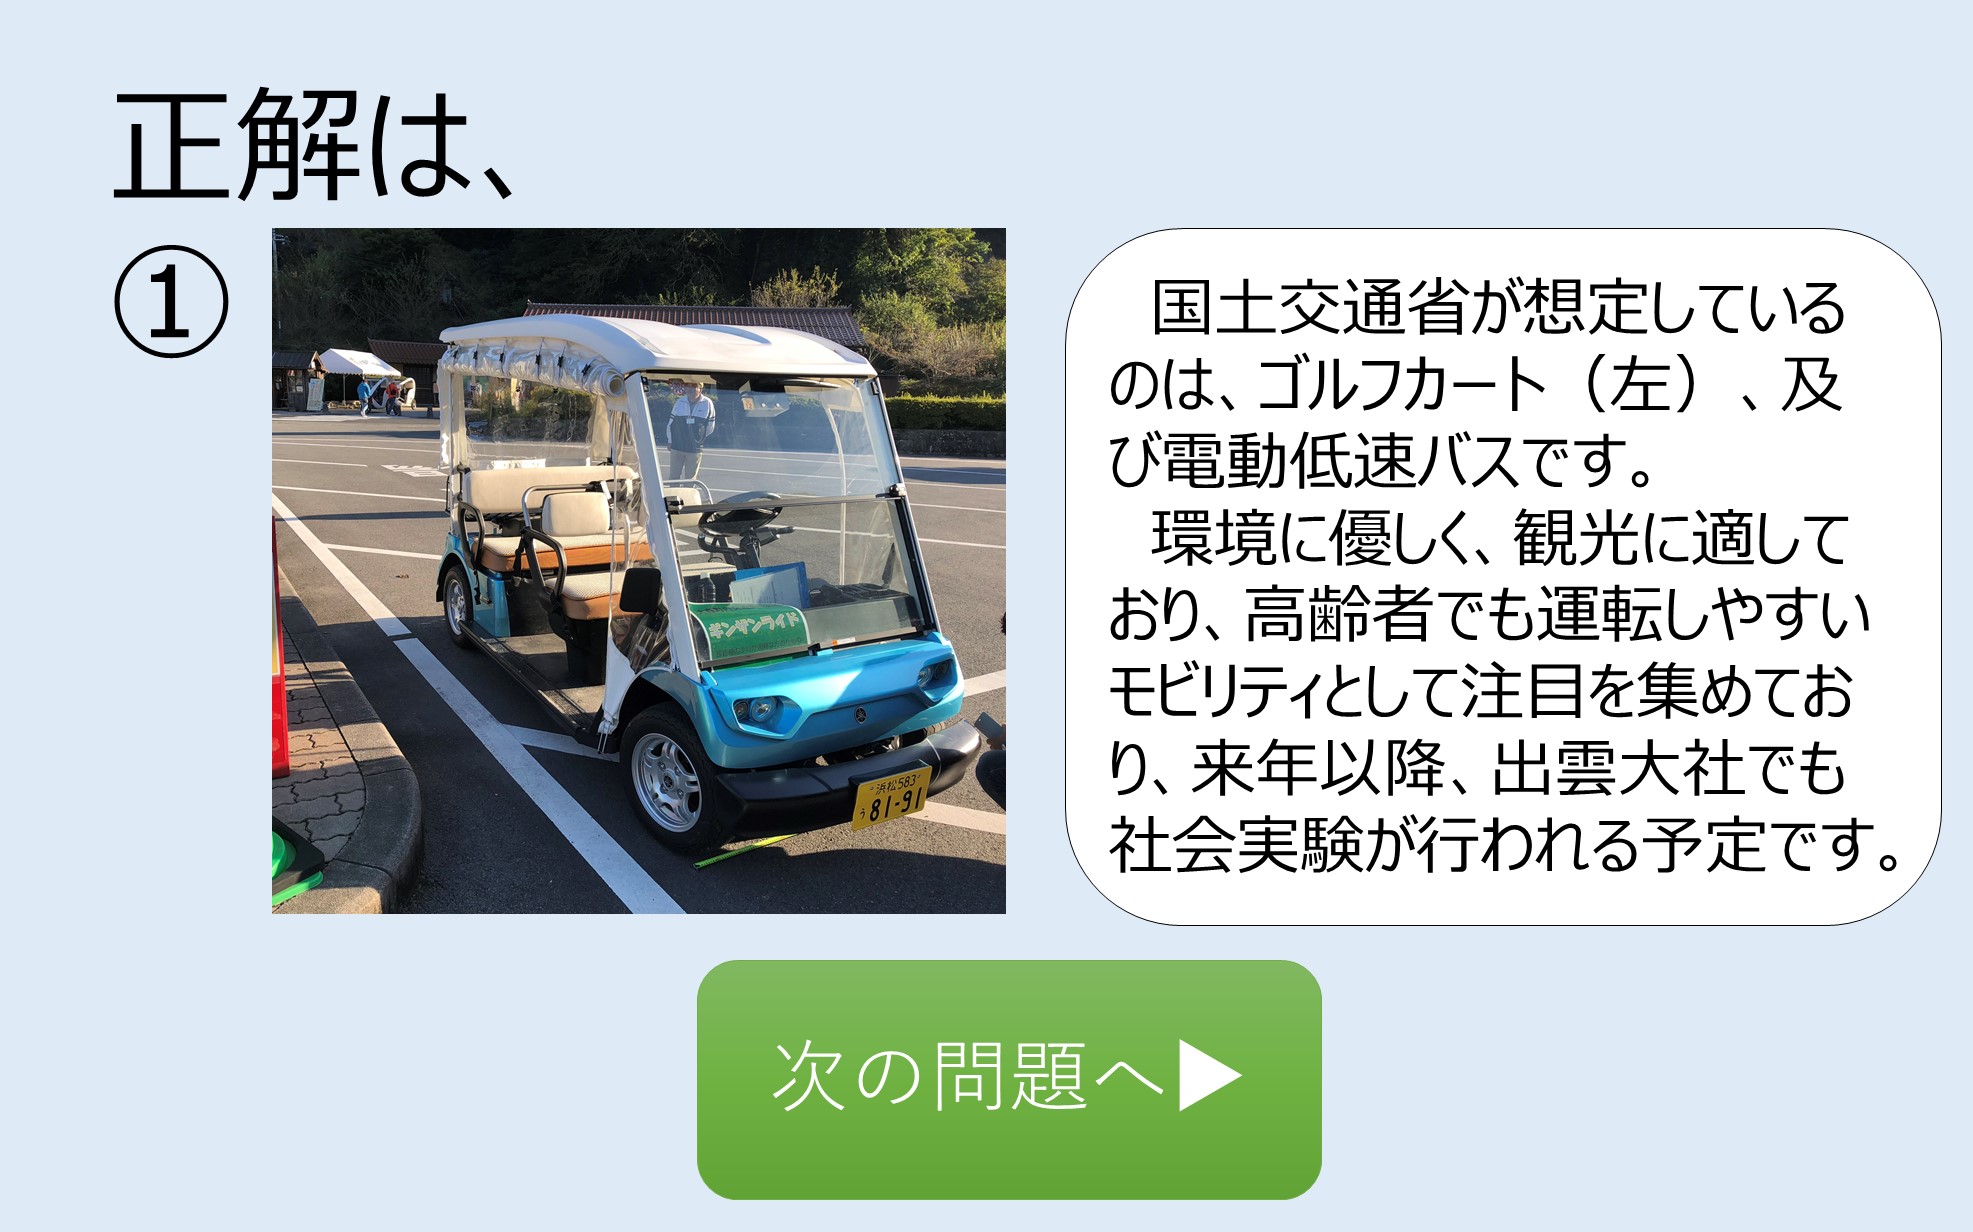 正解は、
①
国土交通省が想定している
のは、ゴルフカート（左）、及
び電動低速バスです。
環境に優しく、観光に適して
おり、高齢者でも運転しやすい
モビリティとして注目を集めてお
り、来年以降、出雲大社でも
社会実験が行われる予定です。
ギンザンライド
浜松583
う81-91
次の問題へ▶